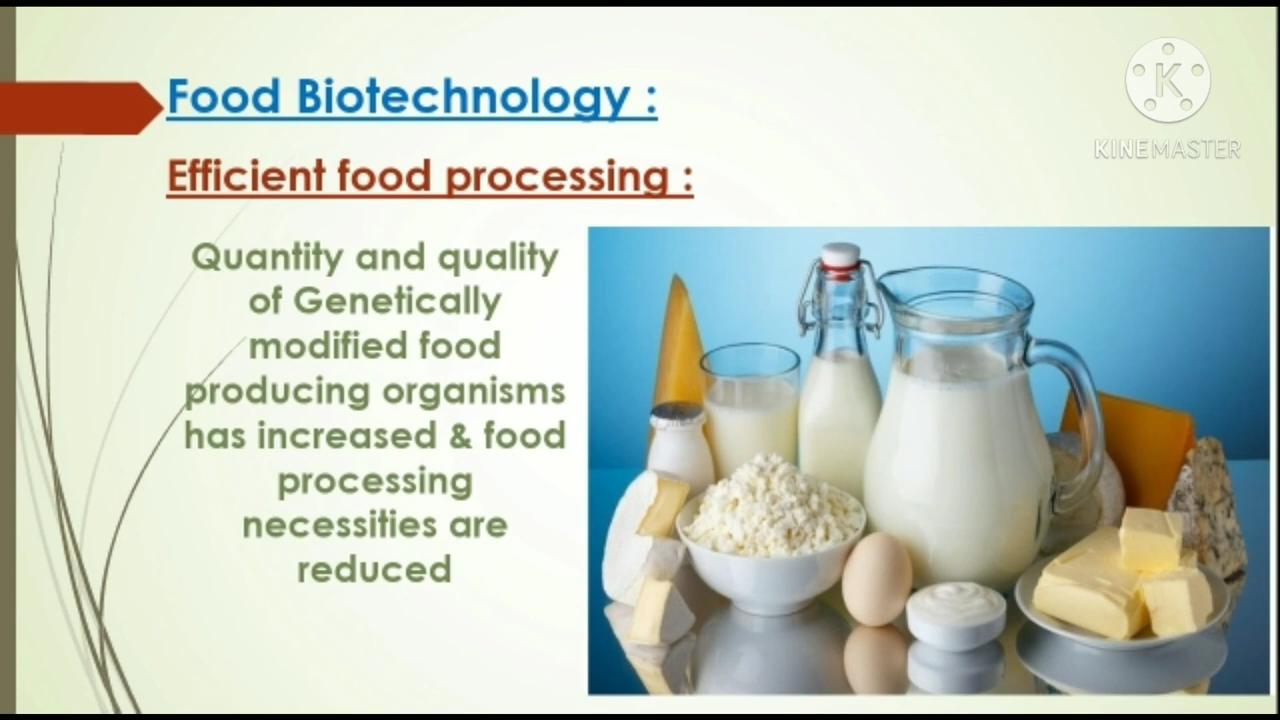 Food Biotechnology :
Efficient food processing :
Quantity and quality
of Genetically
modified food
producing organisms
has increased & food
processing
necessities are
reduced
K
KINEMASTER